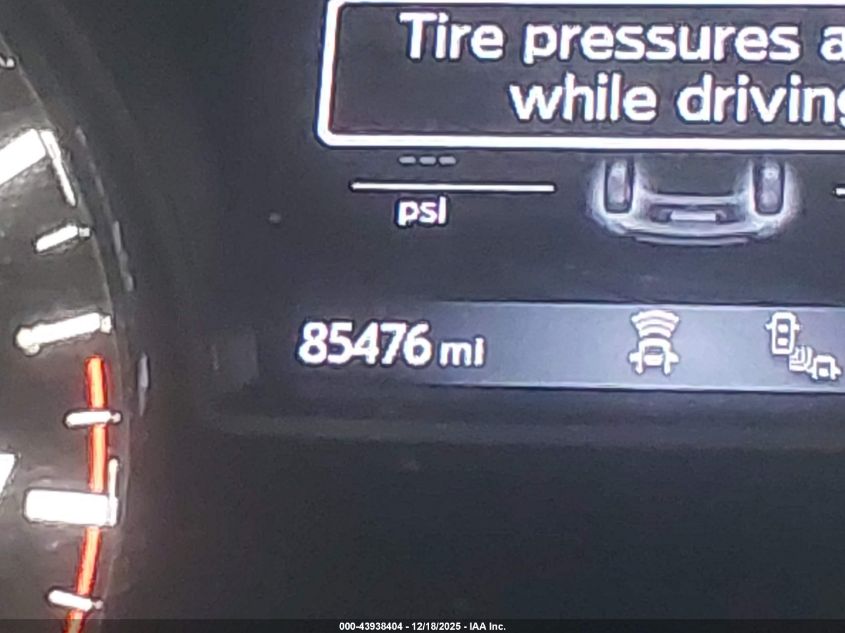 Tire pressures a
while driving
---
psi
85476 mi
000-43938404 - 12/18/2025 - IAA Inc.